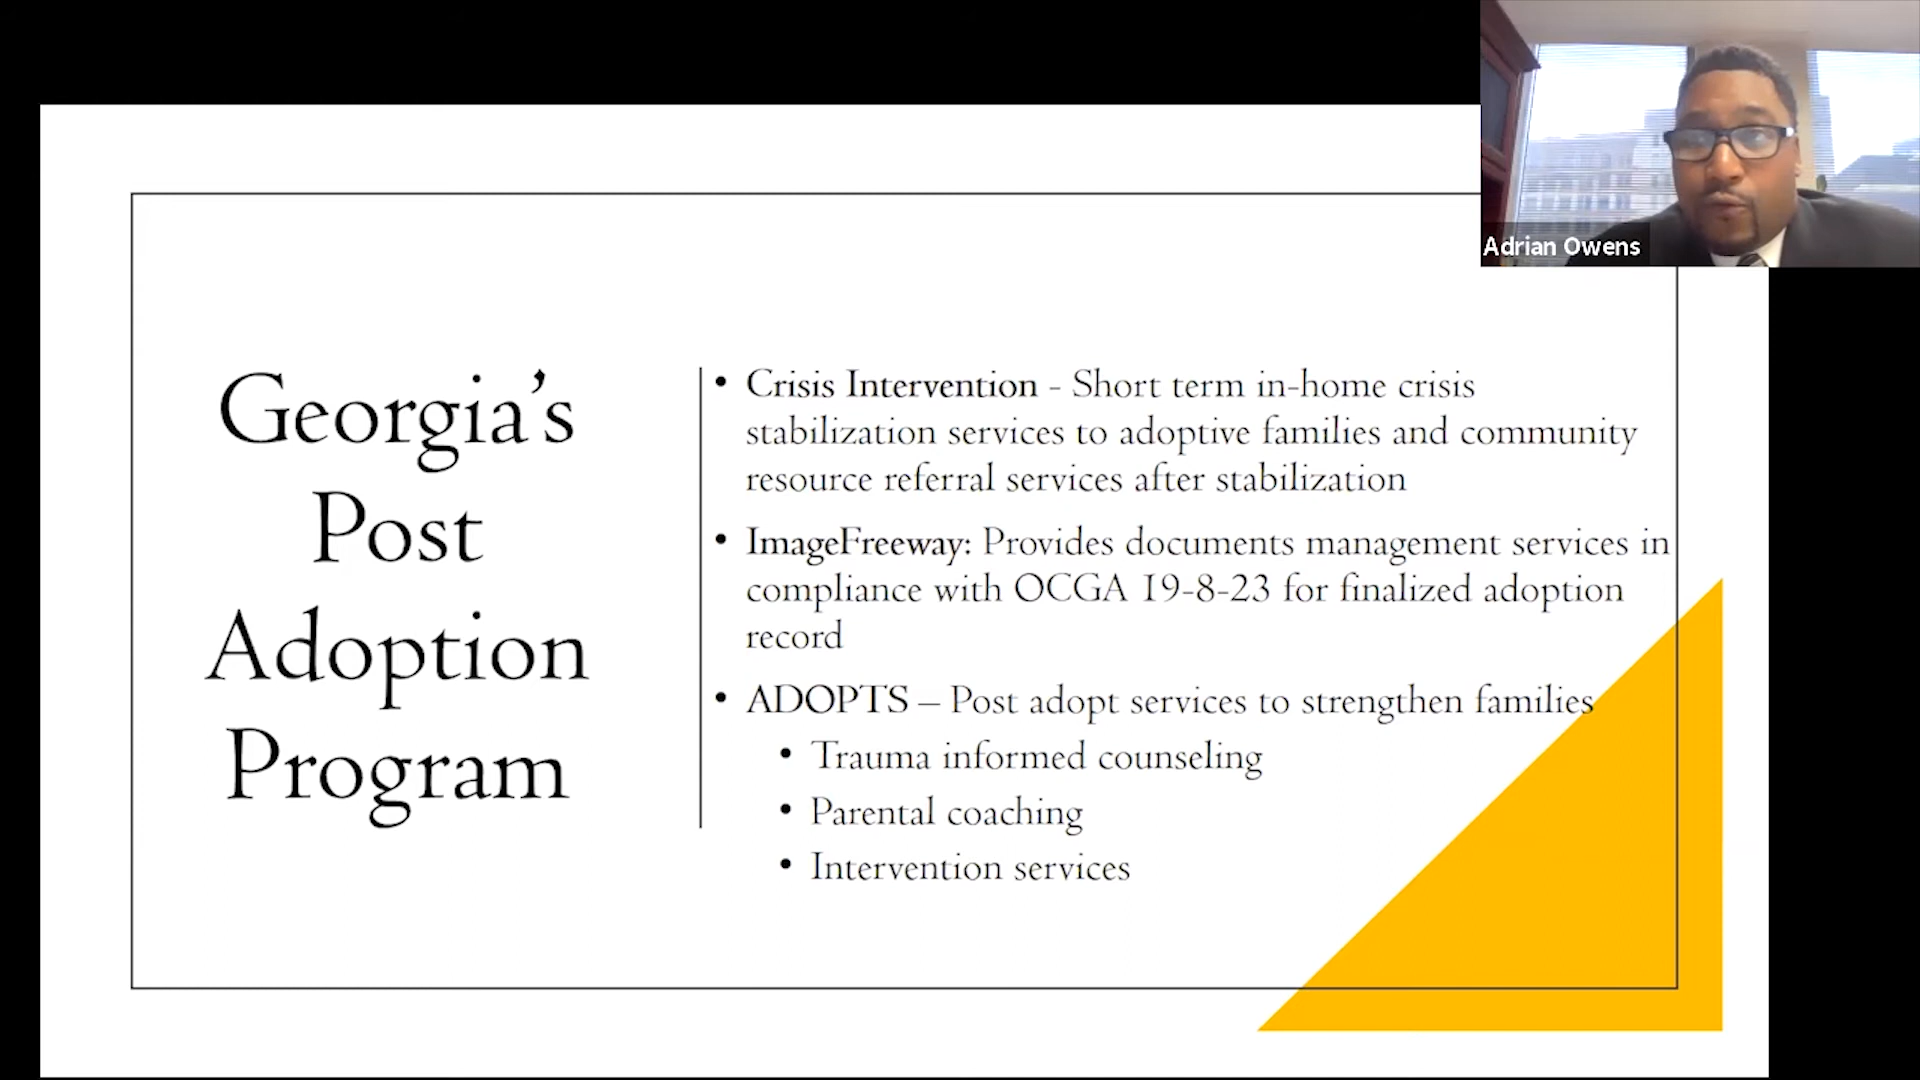 Adrian Owens
Georgia's
Post
Adoption
Program
• Crisis Intervention - Short term in-home crisis
stabilization services to adoptive families and community
resource referral services after stabilization
• ImageFreeway: Provides documents management services in
compliance with OCGA 19-8-23 for finalized adoption
record
• ADOPTS – Post adopt services to strengthen families
• Trauma informed counseling
• Parental coaching
• Intervention services